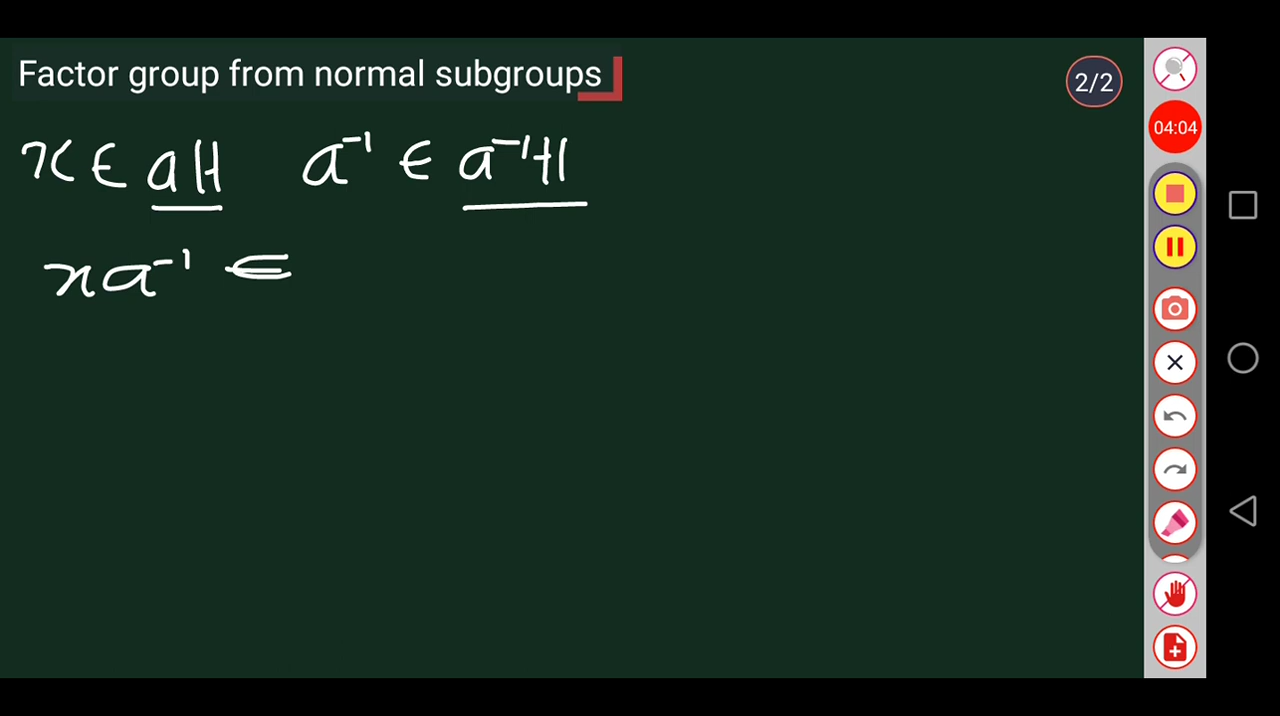 Factor group from normal subgroups
2/2
04:04
x ∈ aH a⁻¹ ∈ a⁻¹H
xa⁻¹ ∈